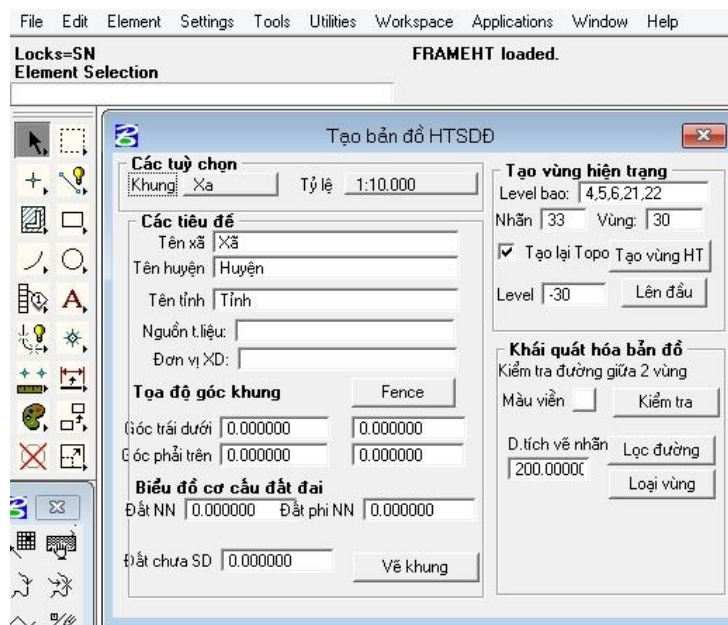 File Edit Element Settings Tools Utilities Workspace Applications Window Help
Locks=SN FRAMEHT loaded.
Element Selection
Tạo bản đồ HTSDĐ
Các tuỳ chọn
Khung Xa Tỷ lệ 1:10.000
Các tiêu đề
Tên xã Xã
Tên huyện Huyện
Tên tỉnh Tỉnh
Nguồn t.liệu:
Đơn vị XD:
Tọa độ góc khung Fence
Góc trái dưới 0.000000 0.000000
Góc phải trên 0.000000 0.000000
Biểu đồ cơ cấu đất đai
Đất NN 0.000000 Đất phi NN 0.000000
Đất chưa SD 0.000000 Vẽ khung
Tạo vùng hiện trạng
Level bao: 4,5,6,21,22
Nhãn 33 Vùng: 30
Tạo lại Topo Tạo vùng HT
Level -30 Lên đầu
Khái quát hóa bản đồ
Kiểm tra đường giữa 2 vùng
Màu viền Kiểm tra
D.tích vẽ nhãn Lọc đường
200.00000 Loại vùng